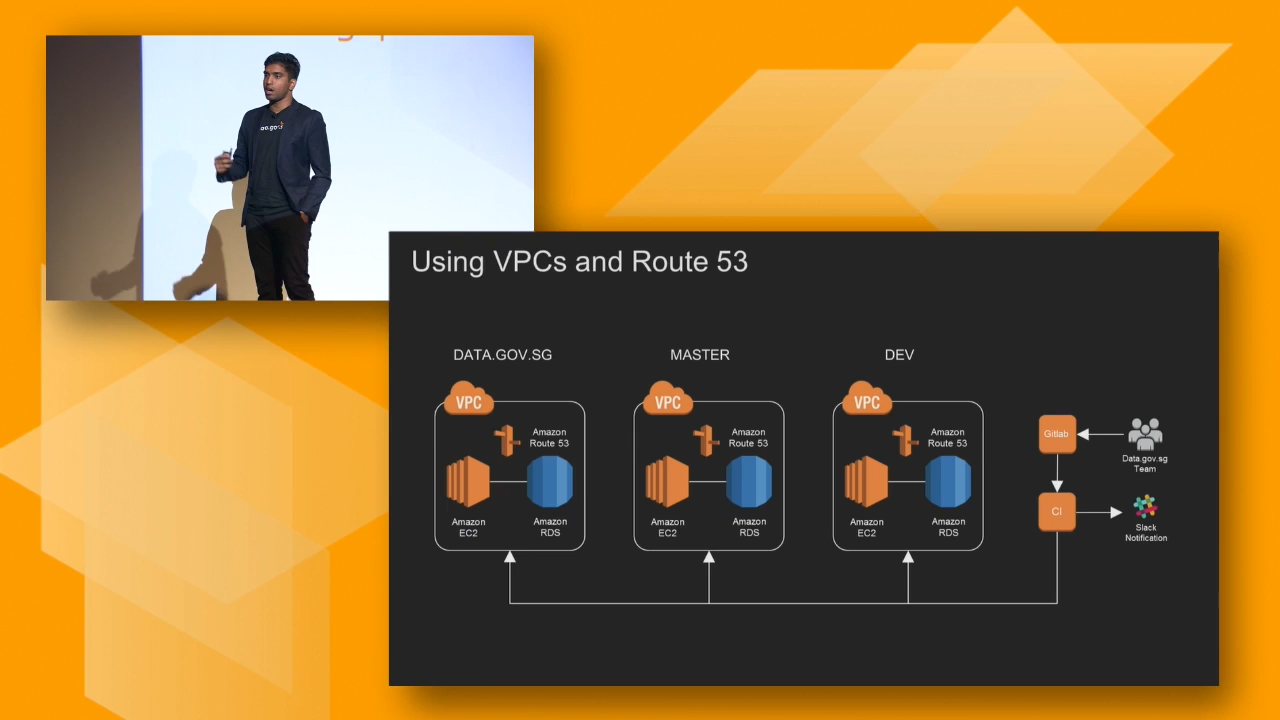 Using VPCs and Route 53
DATA.GOV.SG
MASTER
DEV
VPC
Amazon
Route 53
Amazon
EC2
Amazon
RDS
VPC
Amazon
Route 53
Amazon
EC2
Amazon
RDS
VPC
Amazon
Route 53
Amazon
EC2
Amazon
RDS
Gitlab
Data.gov.sg
Team
CI
Slack
Notification